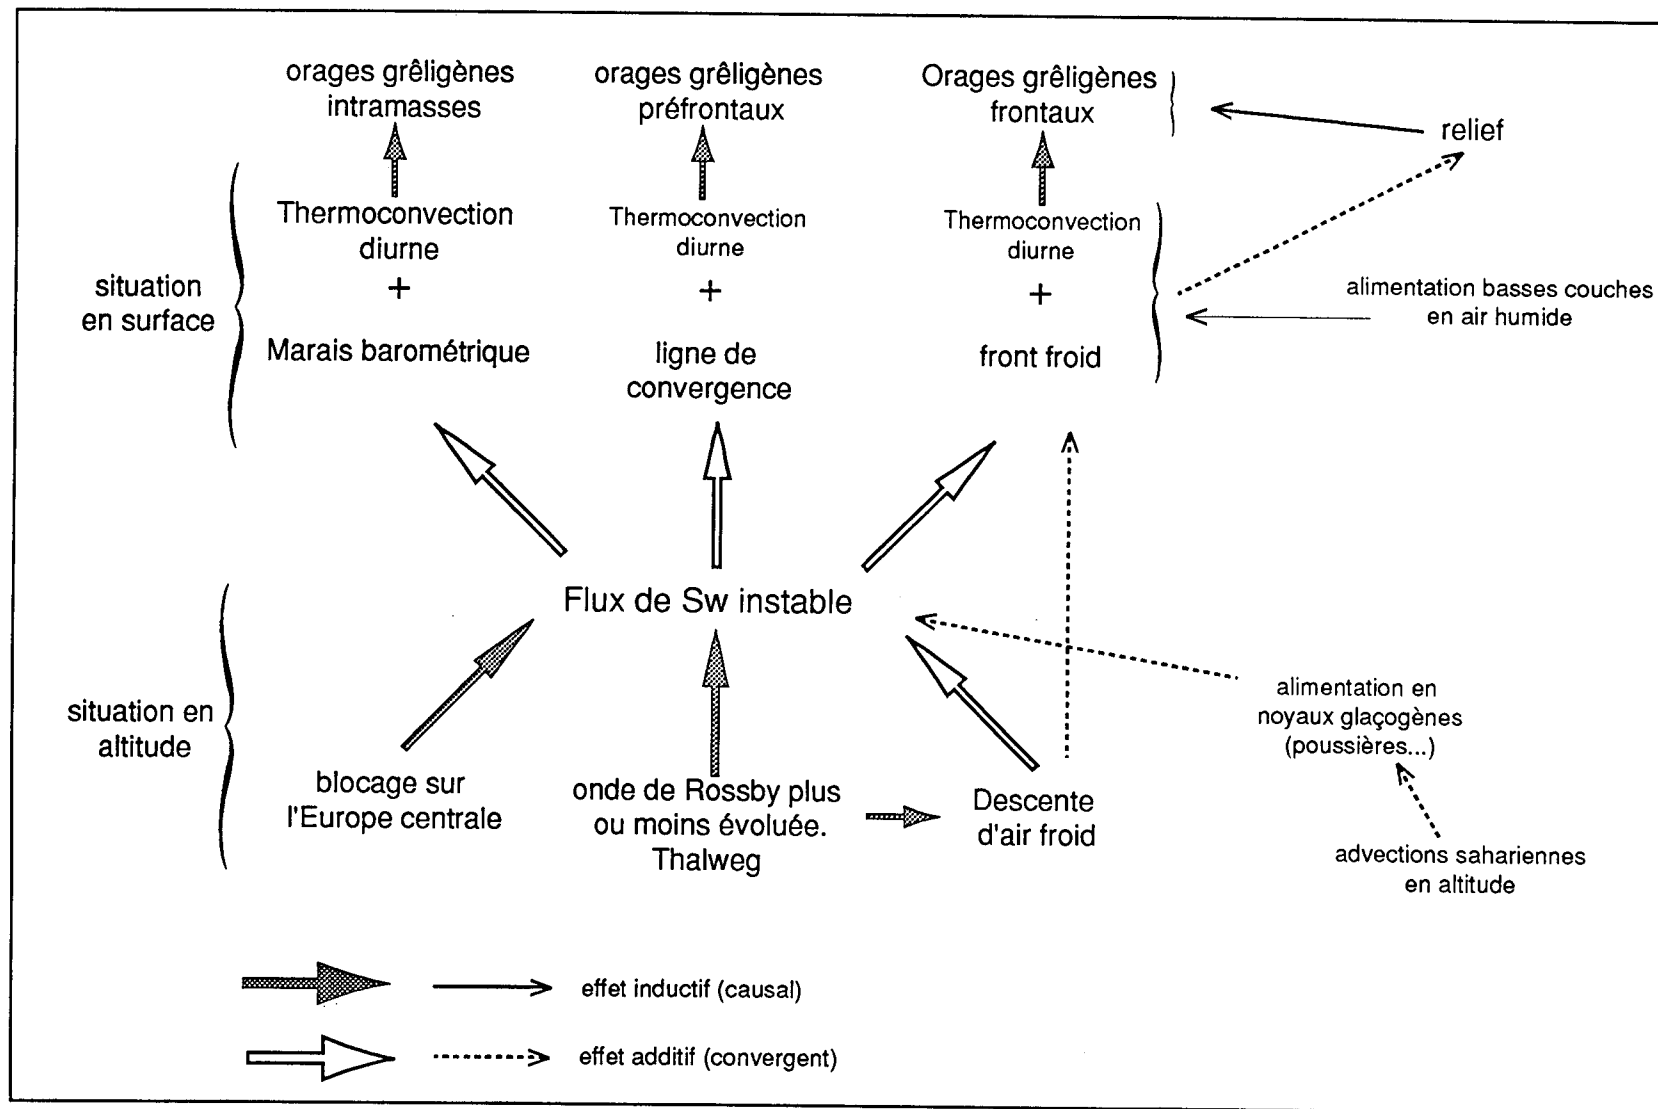 orages grêligènes
intramasses
orages grêligènes
préfrontaux
Orages grêligènes
frontaux
relief
situation
en surface
Thermoconvection
diurne
+
Marais barométrique
Thermoconvection
diurne
+
ligne de
convergence
Thermoconvection
diurne
+
front froid
alimentation basses couches
en air humide
Flux de Sw instable
situation en
altitude
blocage sur
l'Europe centrale
onde de Rossby plus
ou moins évoluée.
Thalweg
Descente
d'air froid
alimentation en
noyaux glaçogènes
(poussières...)
advections sahariennes
en altitude
effet inductif (causal)
effet additif (convergent)